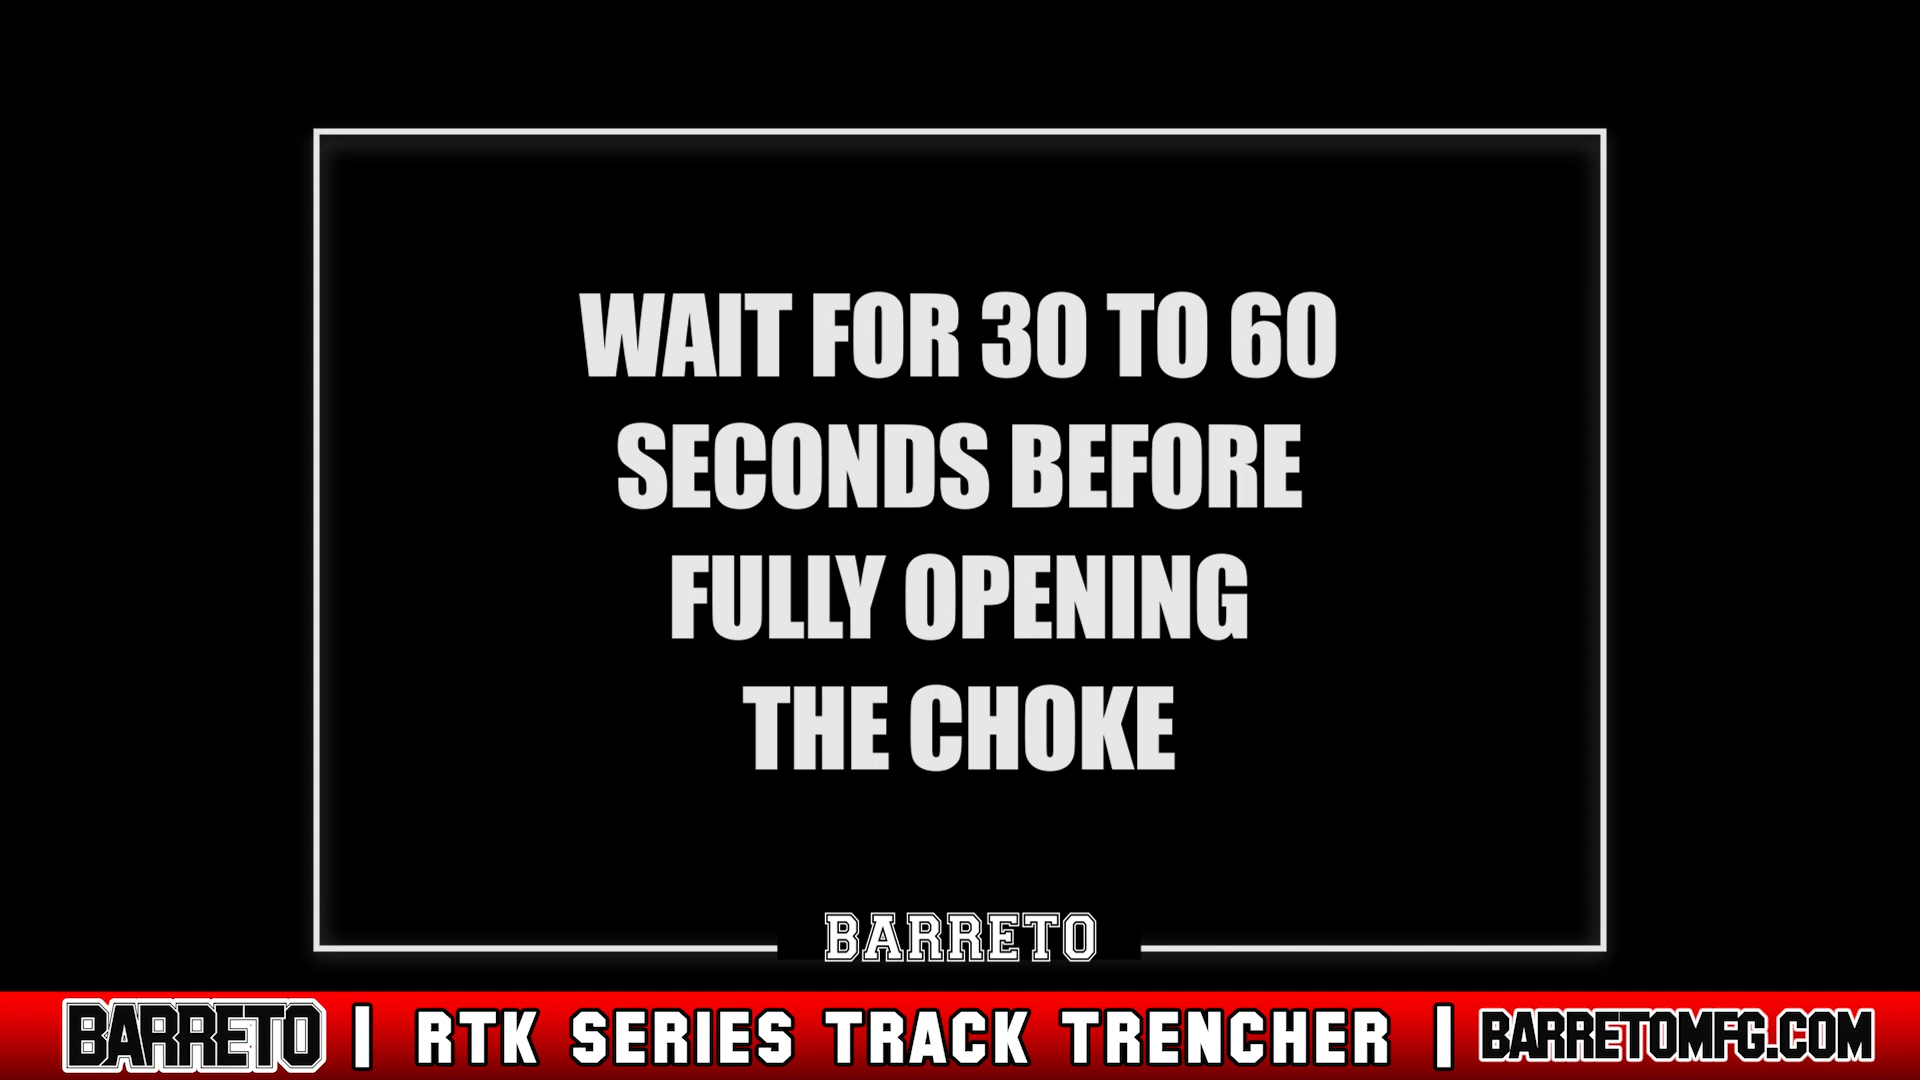 WAIT FOR 30 TO 60
SECONDS BEFORE
FULLY OPENING
THE CHOKE
BARRETO
BARRETO | RTK SERIES TRACK TRENCHER | BARRETOMFG.COM